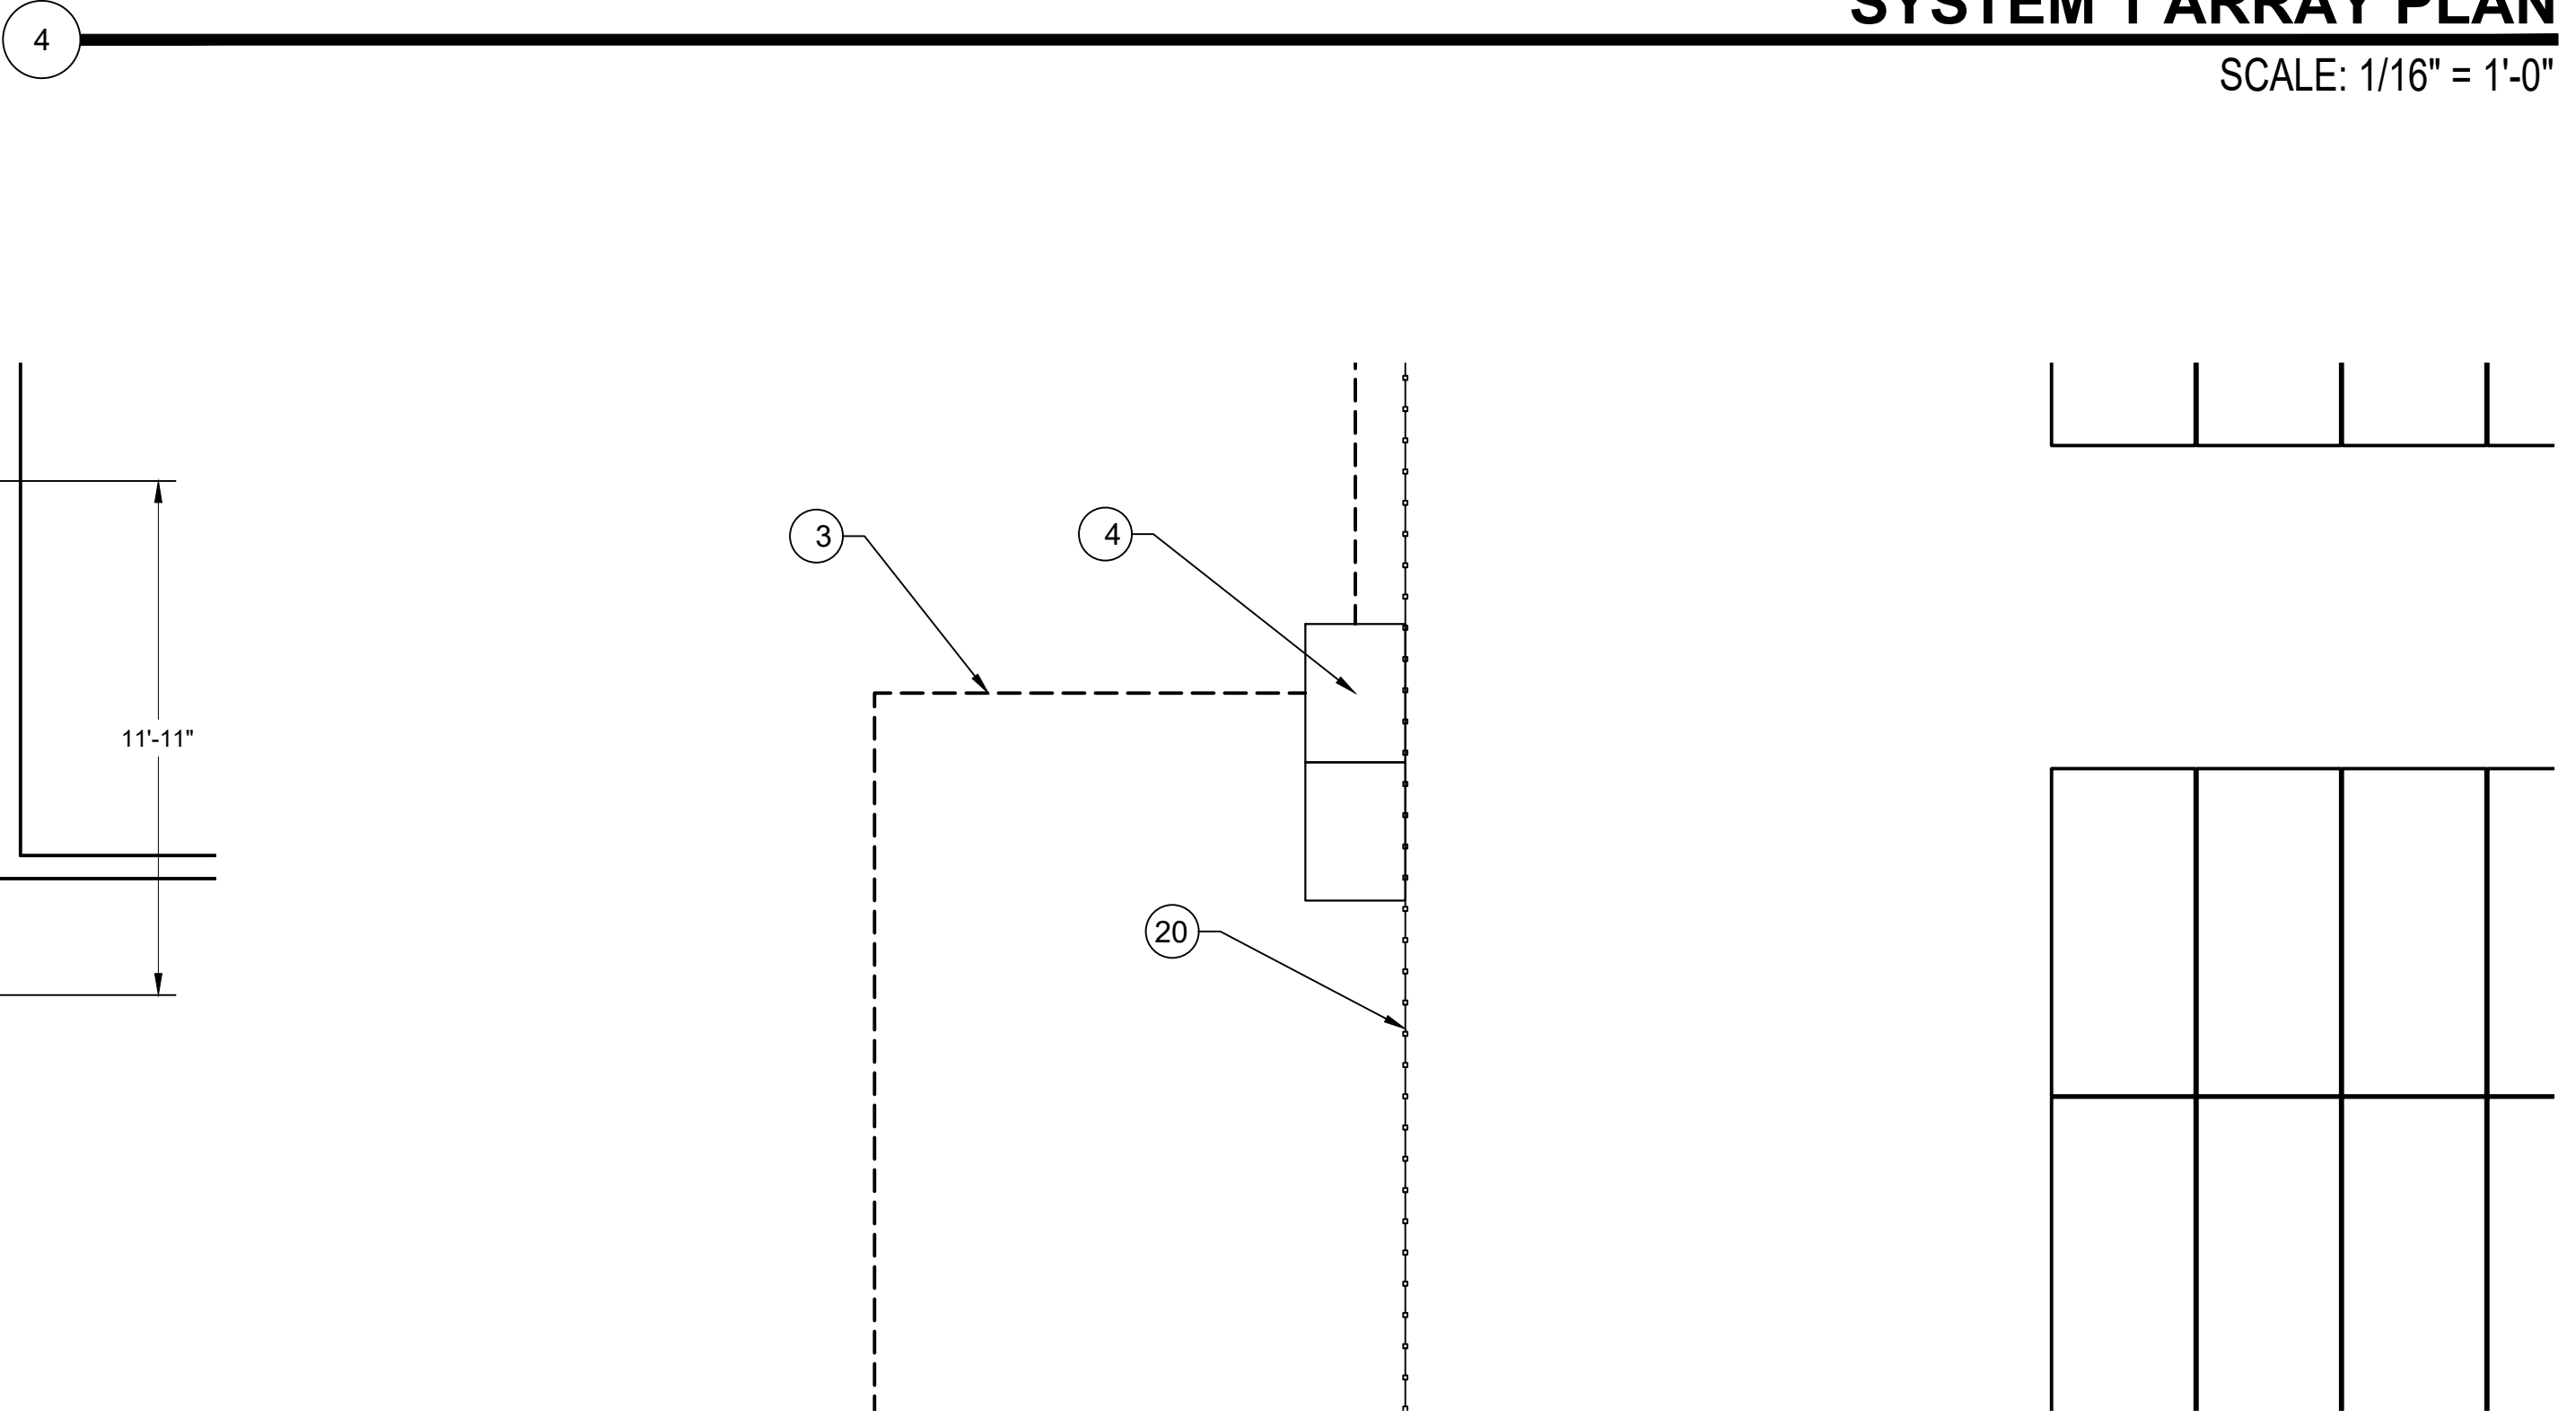 SYSTEM 1 ARRAY PLAN
4
SCALE: 1/16" = 1'-0"
3
4
11'-11"
20